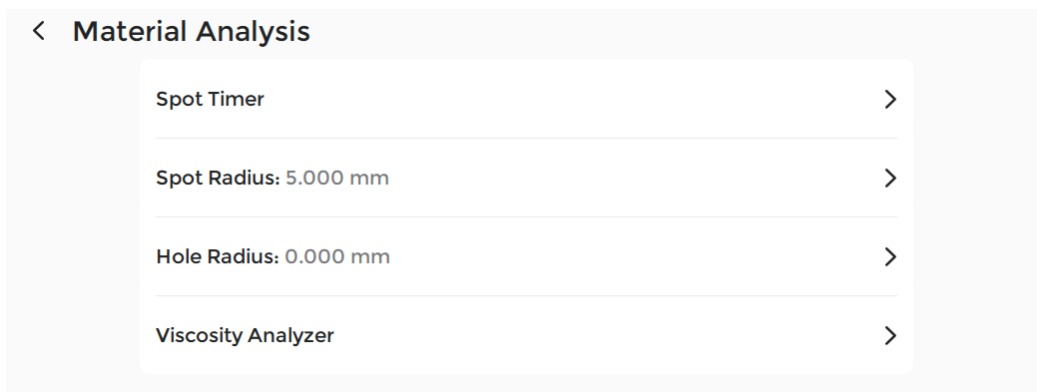 Material Analysis
Spot Timer
Spot Radius: 5.000 mm
Hole Radius: 0.000 mm
Viscosity Analyzer